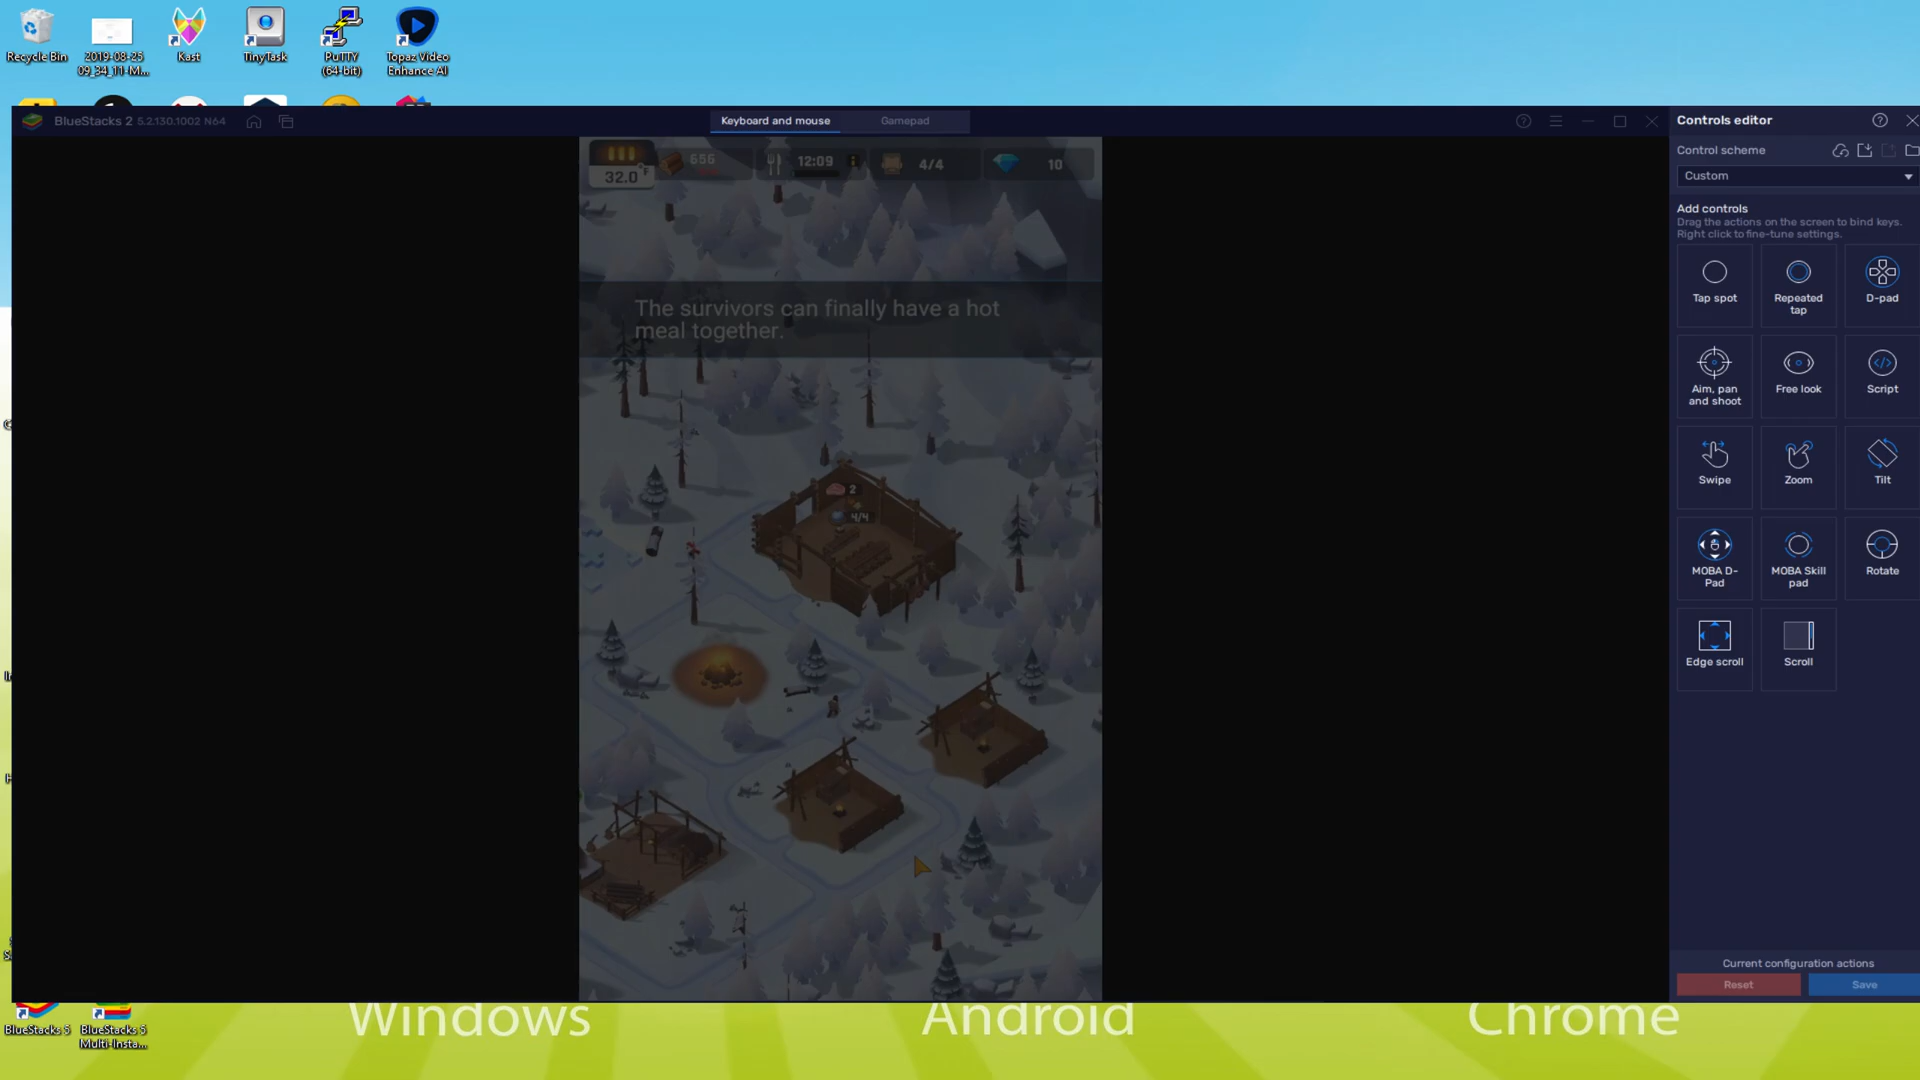 Recycle Bin
2019-08-25
09_34_11-M...
Kast
TinyTask
PuTTY
(64-bit)
Topaz Video
Enhance AI
BlueStacks 2 5.2.130.1002 N64
Keyboard and mouse
Gamepad
Controls editor
Control scheme
Custom
Add controls
Drag the actions on the screen to bind keys.
Right click to fine-tune settings.
Tap spot
Repeated
tap
D-pad
Aim, pan
and shoot
Free look
Script
Swipe
Zoom
Tilt
MOBA D-
Pad
MOBA Skill
pad
Rotate
Edge scroll
Scroll
Current configuration actions
Reset
Save
32.0°F
656
12:09
4/4
10
The survivors can finally have a hot
meal together.
2
4/4
BlueStacks 5
BlueStacks 5
Multi-Insta...
Windows
Android
Chrome